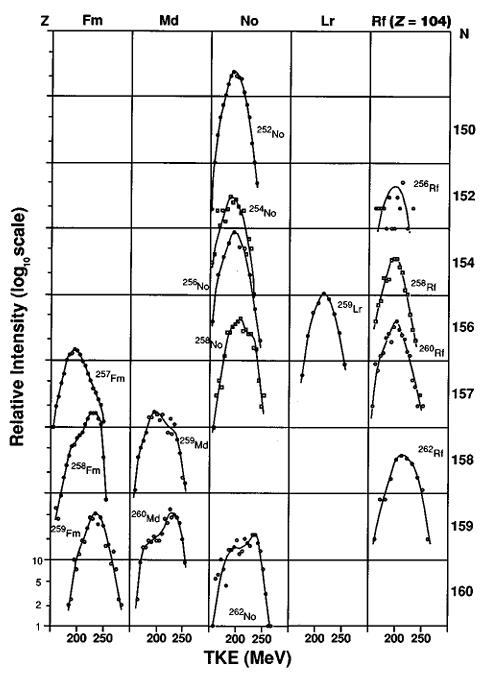 Z Fm Md No Lr Rf (Z = 104) N
252No
150
256Rf
152
254No
154
256No
258Rf
259Lr
156
258No
260Rf
257Fm
157
259Md
262Rf
258Fm
158
260Md
259Fm
159
10
5
262No
160
2
1
200 250 200 250 200 250 200 250 200 250
TKE (MeV)
Relative Intensity (log10 scale)